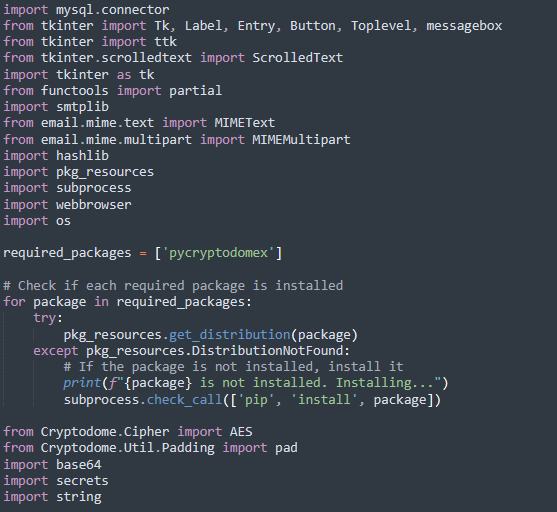 import mysql.connector
from tkinter import Tk, Label, Entry, Button, Toplevel, messagebox
from tkinter import ttk
from tkinter.scrolledtext import ScrolledText
import tkinter as tk
from functools import partial
import smtplib
from email.mime.text import MIMEText
from email.mime.multipart import MIMEMultipart
import hashlib
import pkg_resources
import subprocess
import webbrowser
import os

required_packages = ['pycryptodomex']

# Check if each required package is installed
for package in required_packages:
    try:
        pkg_resources.get_distribution(package)
    except pkg_resources.DistributionNotFound:
        # If the package is not installed, install it
        print(f"{package} is not installed. Installing...")
        subprocess.check_call(['pip', 'install', package])

from Cryptodome.Cipher import AES
from Cryptodome.Util.Padding import pad
import base64
import secrets
import string